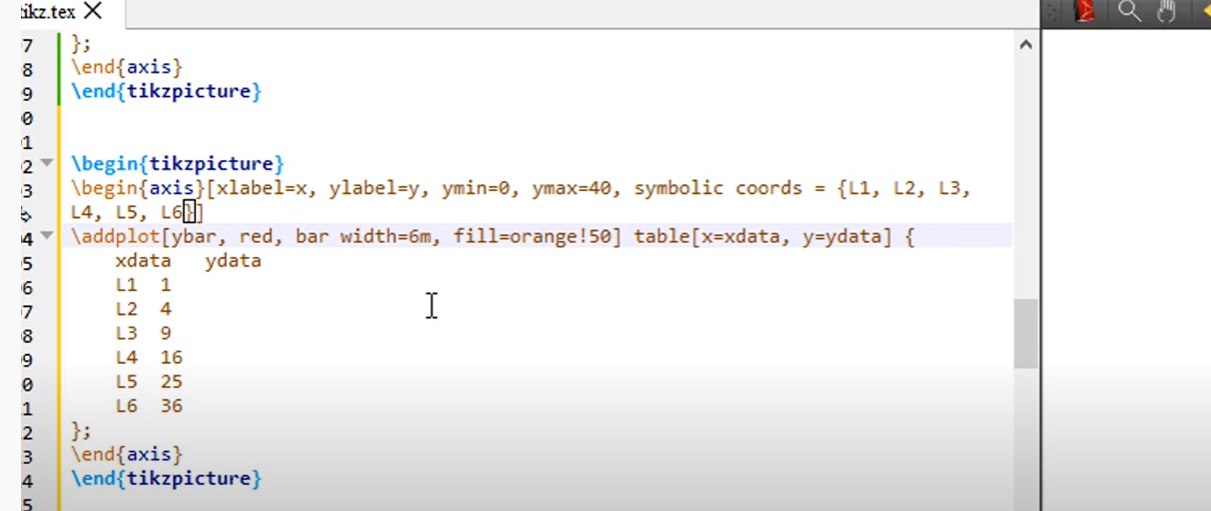 ikz.tex
7 };
8 \end{axis}
9 \end{tikzpicture}
0
1
2 \begin{tikzpicture}
3 \begin{axis}[xlabel=x, ylabel=y, ymin=0, ymax=40, symbolic coords = {L1, L2, L3,
L4, L5, L6}]
4 \addplot[ybar, red, bar width=6m, fill=orange!50] table[x=xdata, y=ydata] {
5 xdata ydata
6 L1 1
7 L2 4
8 L3 9
9 L4 16
0 L5 25
1 L6 36
2 };
3 \end{axis}
4 \end{tikzpicture}
5